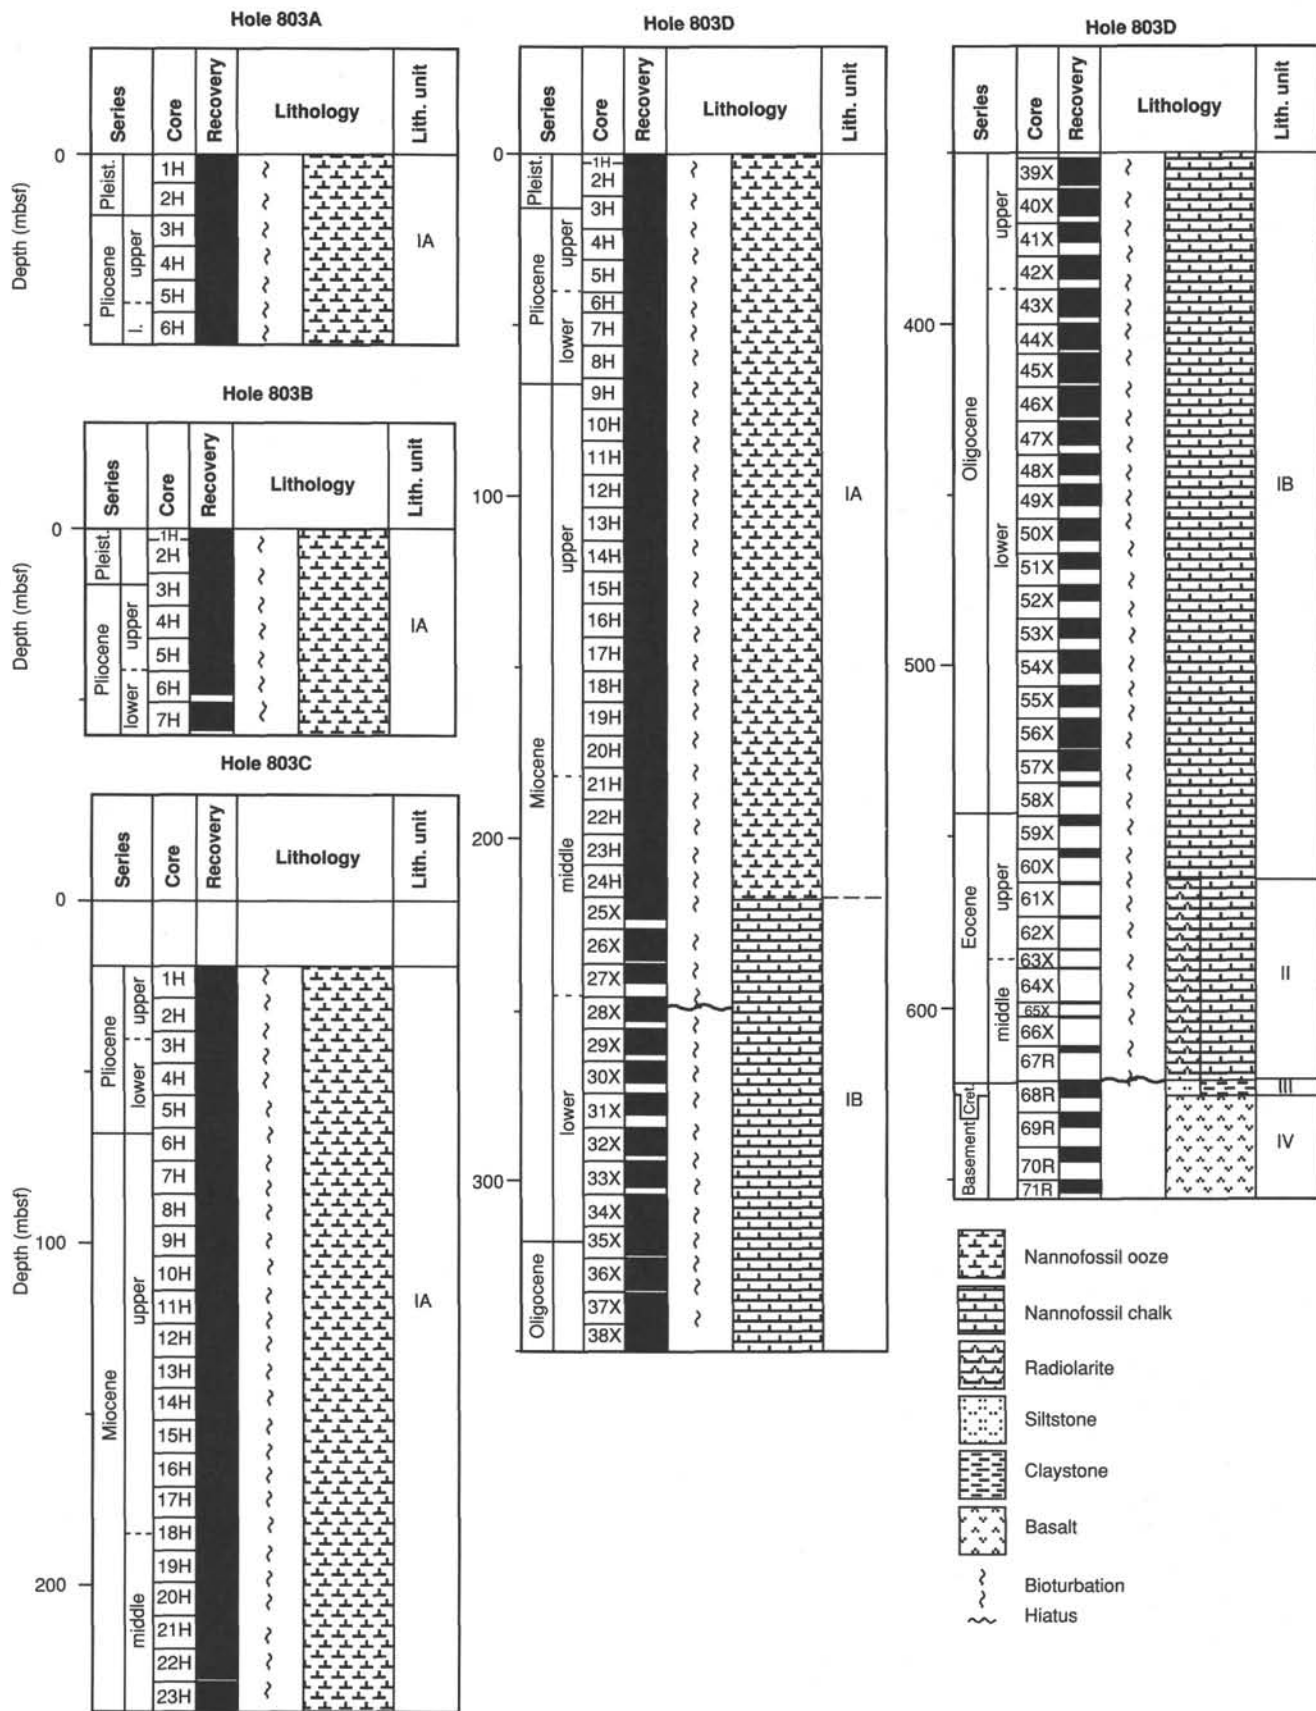 Hole 803A
Series
Core
Recovery
Lithology
Lith. unit
Depth (mbsf)
0
Pleist.
Pliocene
upper
l.
1H
2H
3H
4H
5H
6H
IA
Hole 803B
Series
Core
Recovery
Lithology
Lith. unit
Depth (mbsf)
0
Pleist.
Pliocene
upper
lower
1H
2H
3H
4H
5H
6H
7H
IA
Hole 803C
Series
Core
Recovery
Lithology
Lith. unit
Depth (mbsf)
0
100
200
Pliocene
upper
lower
Miocene
upper
middle
1H
2H
3H
4H
5H
6H
7H
8H
9H
10H
11H
12H
13H
14H
15H
16H
17H
18H
19H
20H
21H
22H
23H
IA
Hole 803D
Series
Core
Recovery
Lithology
Lith. unit
0
100
200
300
Pleist.
Pliocene
upper
lower
Miocene
upper
middle
lower
Oligocene
1H
2H
3H
4H
5H
6H
7H
8H
9H
10H
11H
12H
13H
14H
15H
16H
17H
18H
19H
20H
21H
22H
23H
24H
25X
26X
27X
28X
29X
30X
31X
32X
33X
34X
35X
36X
37X
38X
IA
IB
Hole 803D
Series
Core
Recovery
Lithology
Lith. unit
400
500
600
Oligocene
upper
lower
Eocene
upper
middle
Cret.
Basement
39X
40X
41X
42X
43X
44X
45X
46X
47X
48X
49X
50X
51X
52X
53X
54X
55X
56X
57X
58X
59X
60X
61X
62X
63X
64X
65X
66X
67R
68R
69R
70R
71R
IB
II
III
IV
Nannofossil ooze
Nannofossil chalk
Radiolarite
Siltstone
Claystone
Basalt
Bioturbation
Hiatus